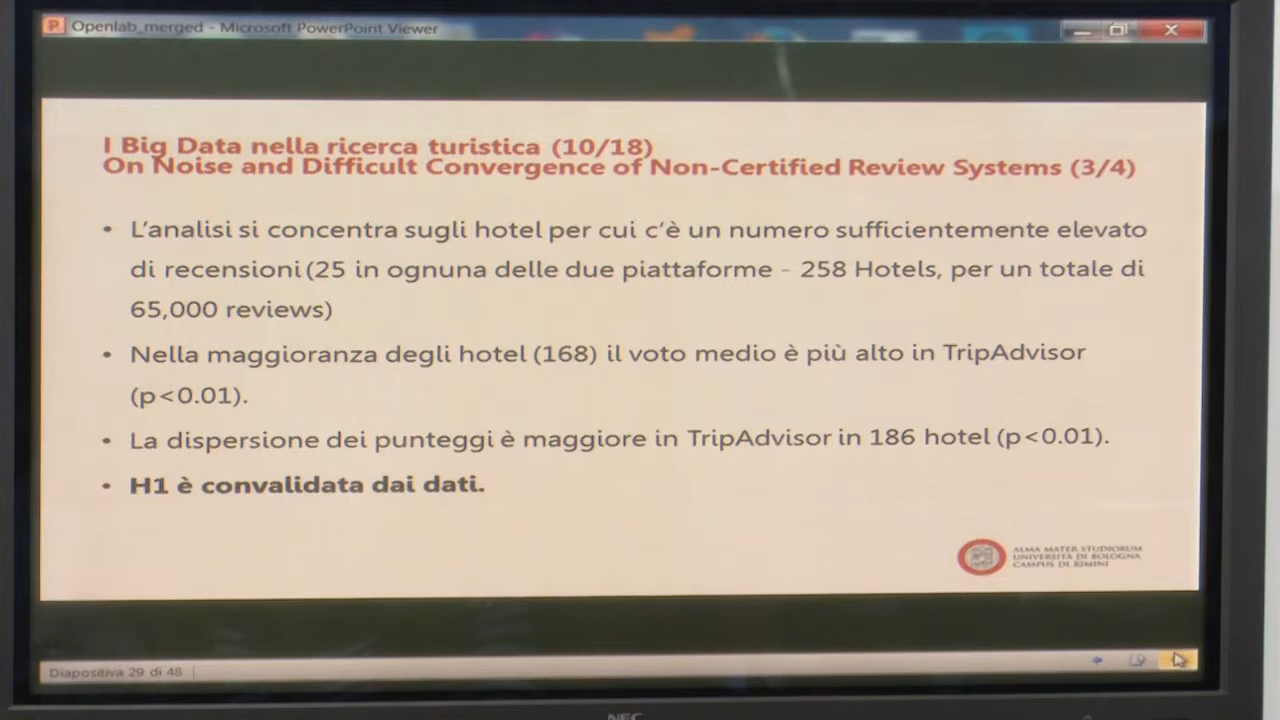 Openlab_merged - Microsoft PowerPoint Viewer
I Big Data nella ricerca turistica (10/18)
On Noise and Difficult Convergence of Non-Certified Review Systems (3/4)
• L'analisi si concentra sugli hotel per cui c'è un numero sufficientemente elevato
di recensioni (25 in ognuna delle due piattaforme - 258 Hotels, per un totale di
65,000 reviews)
• Nella maggioranza degli hotel (168) il voto medio è più alto in TripAdvisor
(p<0.01).
• La dispersione dei punteggi è maggiore in TripAdvisor in 186 hotel (p<0.01).
• H1 è convalidata dai dati.
ALMA MATER STUDIORUM
UNIVERSITÀ DI BOLOGNA
CAMPUS DI RIMINI
Diapositiva 29 di 48
NEC